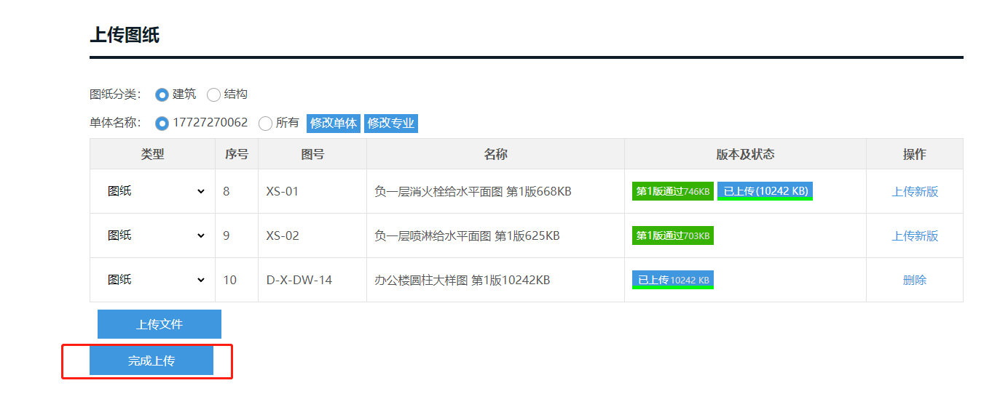 上传图纸
图纸分类： 建筑 结构
单体名称： 17727270062 所有 修改单体 修改专业
类型 序号 图号 名称 版本及状态 操作
图纸 8 XS-01 负一层消火栓给水平面图 第1版668KB 第1版通过746KB 已上传(10242 KB) 上传新版
图纸 9 XS-02 负一层喷淋给水平面图 第1版625KB 第1版通过703KB 上传新版
图纸 10 D-X-DW-14 办公楼圆柱大样图 第1版10242KB 已上传10242 KB 删除
上传文件
完成上传